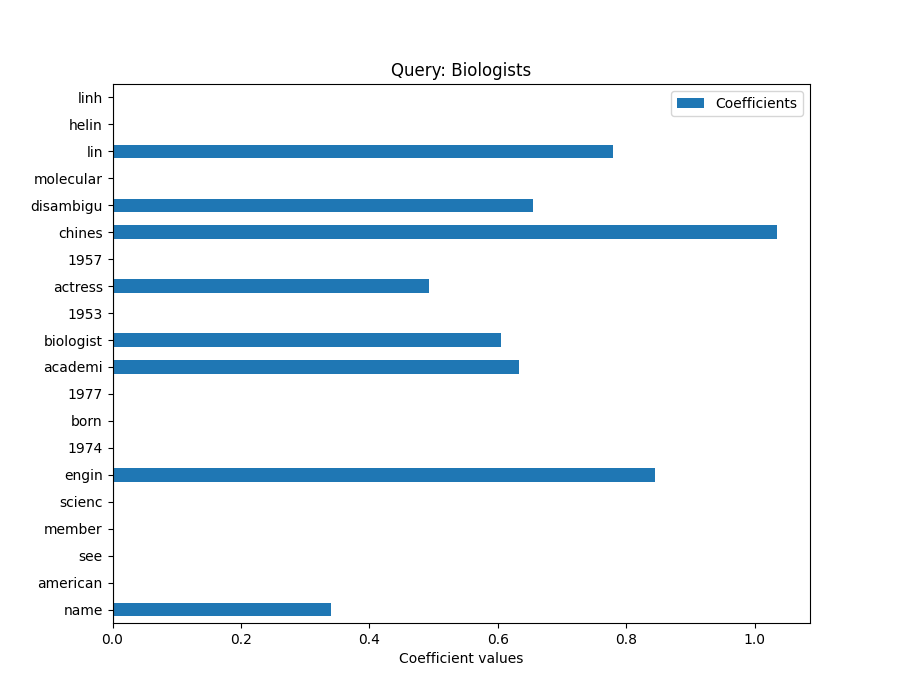 Query: Biologists
Coefficients
linh
helin
lin
molecular
disambigu
chines
1957
actress
1953
biologist
academi
1977
born
1974
engin
scienc
member
see
american
name
0.0 0.2 0.4 0.6 0.8 1.0
Coefficient values